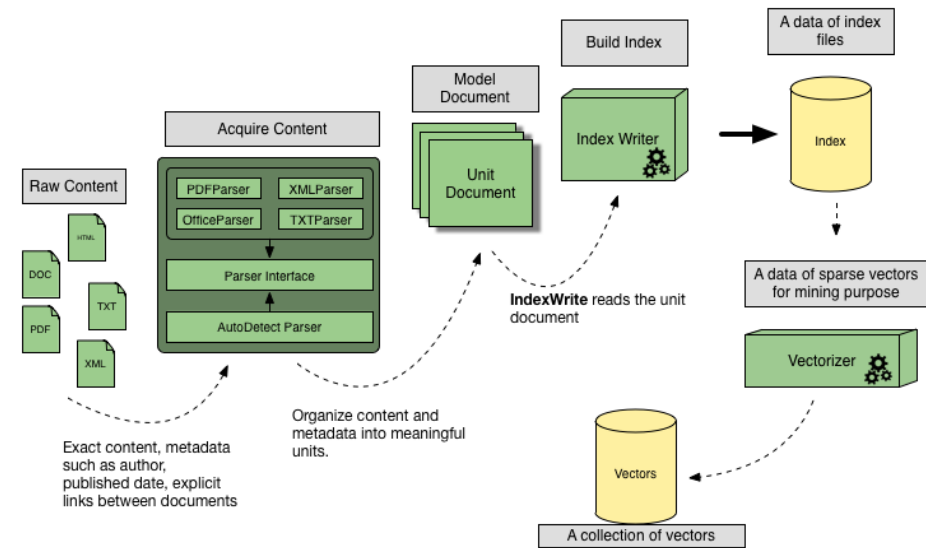 Raw Content
HTML
DOC
TXT
PDF
XML
Exact content, metadata
such as author,
published date, explicit
links between documents
Acquire Content
PDFParser
XMLParser
OfficeParser
TXTParser
Parser Interface
AutoDetect Parser
Organize content and
metadata into meaningful
units.
Model
Document
Unit
Document
IndexWrite reads the unit
document
Build Index
Index Writer
A data of index
files
Index
A data of sparse vectors
for mining purpose
Vectorizer
Vectors
A collection of vectors